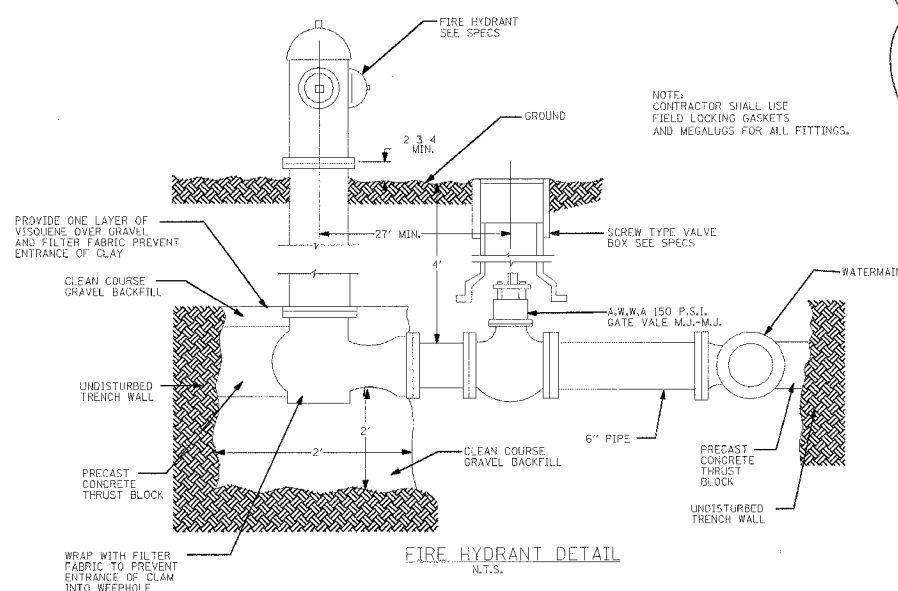 FIRE HYDRANT
SEE SPECS
NOTE:
CONTRACTOR SHALL USE
FIELD LOCKING GASKETS
AND MEGALUGS FOR ALL FITTINGS.
GROUND
2 3 4
MIN.
PROVIDE ONE LAYER OF
VISQUENE OVER GRAVEL
AND FILTER FABRIC PREVENT
ENTRANCE OF CLAY
27' MIN.
SCREW TYPE VALVE
BOX SEE SPECS
4'
CLEAN COURSE
GRAVEL BACKFILL
WATERMAIN
A.W.W.A 150 P.S.I.
GATE VALE M.J.-M.J.
UNDISTURBED
TRENCH WALL
6" PIPE
2'
2'
CLEAN COURSE
GRAVEL BACKFILL
PRECAST
CONCRETE
THRUST
BLOCK
PRECAST
CONCRETE
THRUST BLOCK
UNDISTURBED
TRENCH WALL
WRAP WITH FILTER
FABRIC TO PREVENT
ENTRANCE OF CLAM
INTO WEEPHOLE
FIRE HYDRANT DETAIL
N.T.S.